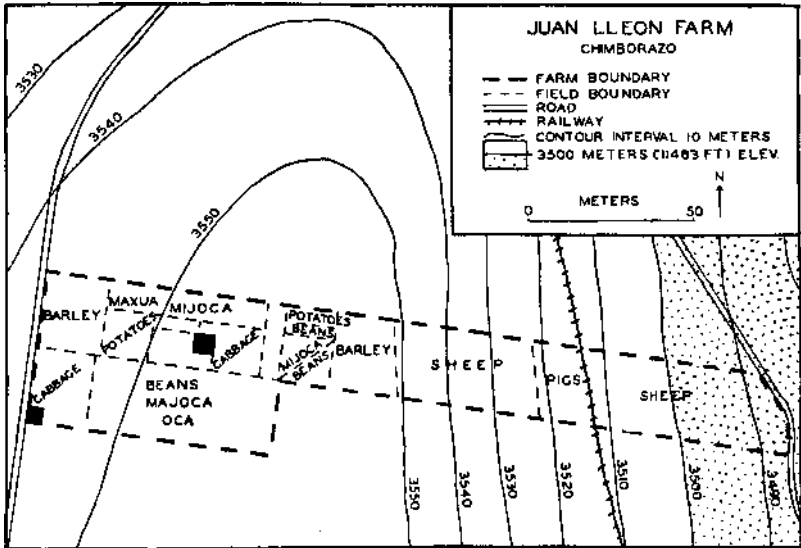 JUAN LLEON FARM
CHIMBORAZO
FARM BOUNDARY
FIELD BOUNDARY
ROAD
RAILWAY
CONTOUR INTERVAL 10 METERS
3500 METERS (11483 FT) ELEV.
N
METERS
0 50
3530
3540
3550
BARLEY
MAXUA
MIJOCA
POTATOES
CABBAGE
CABBAGE
BEANS
MAJOCA
OCA
POTATOES
BEANS
MIJOCA
BEANS
BARLEY
SHEEP
PIGS
SHEEP
3550
3540
3530
3520
3510
3500
3490